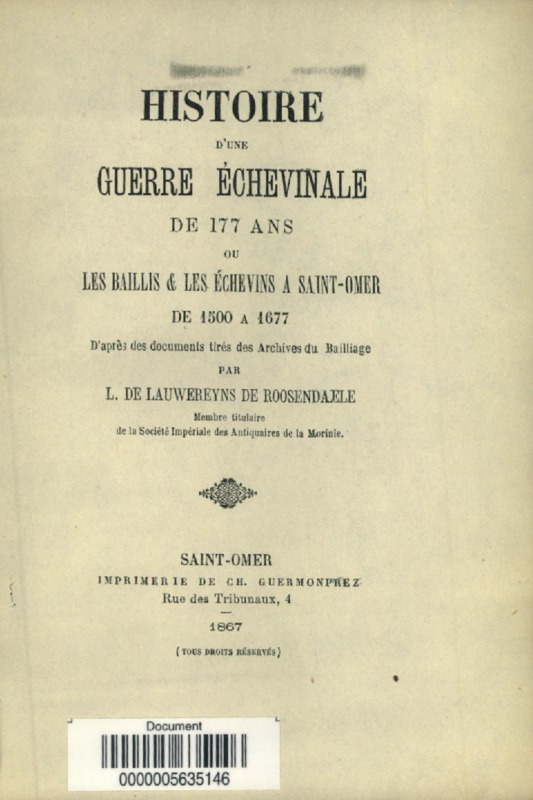 HISTOIRE
D'UNE
GUERRE ÉCHEVINALE
DE 177 ANS
OU
LES BAILLIS & LES ÉCHEVINS A SAINT-OMER
DE 1500 A 1677
D'après des documents tirés des Archives du Bailliage
PAR
L. DE LAUWEREYNS DE ROOSENDAELE
Membre titulaire
de la Société Impériale des Antiquaires de la Morinie.
SAINT-OMER
IMPRIMERIE DE CH. GUERMONPREZ
Rue des Tribunaux, 4
1867
(TOUS DROITS RÉSERVÉS)
Document
0000005635146